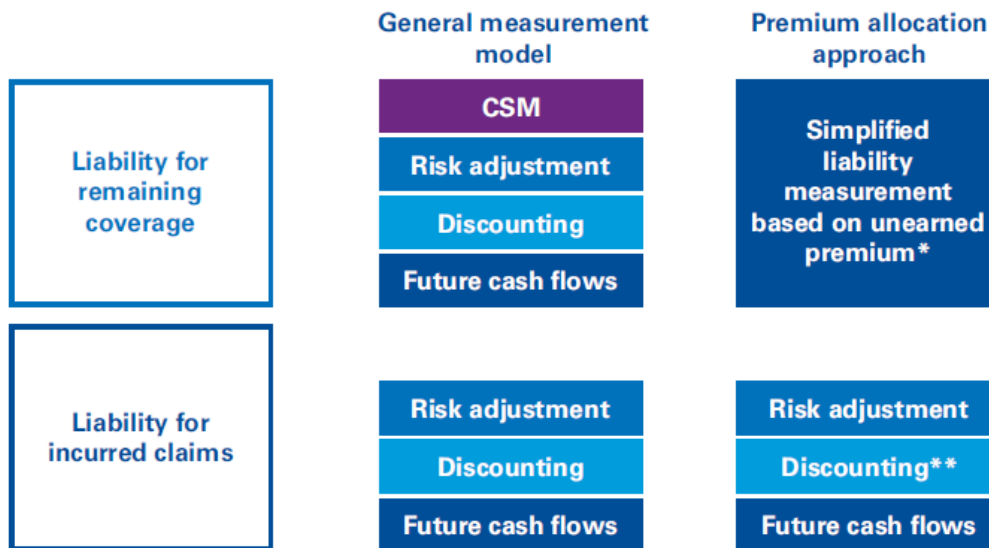 General measurement
model
Premium allocation
approach
Liability for
remaining
coverage
CSM
Risk adjustment
Discounting
Future cash flows
Simplified
liability
measurement
based on unearned
premium*
Liability for
incurred claims
Risk adjustment
Discounting
Future cash flows
Risk adjustment
Discounting**
Future cash flows